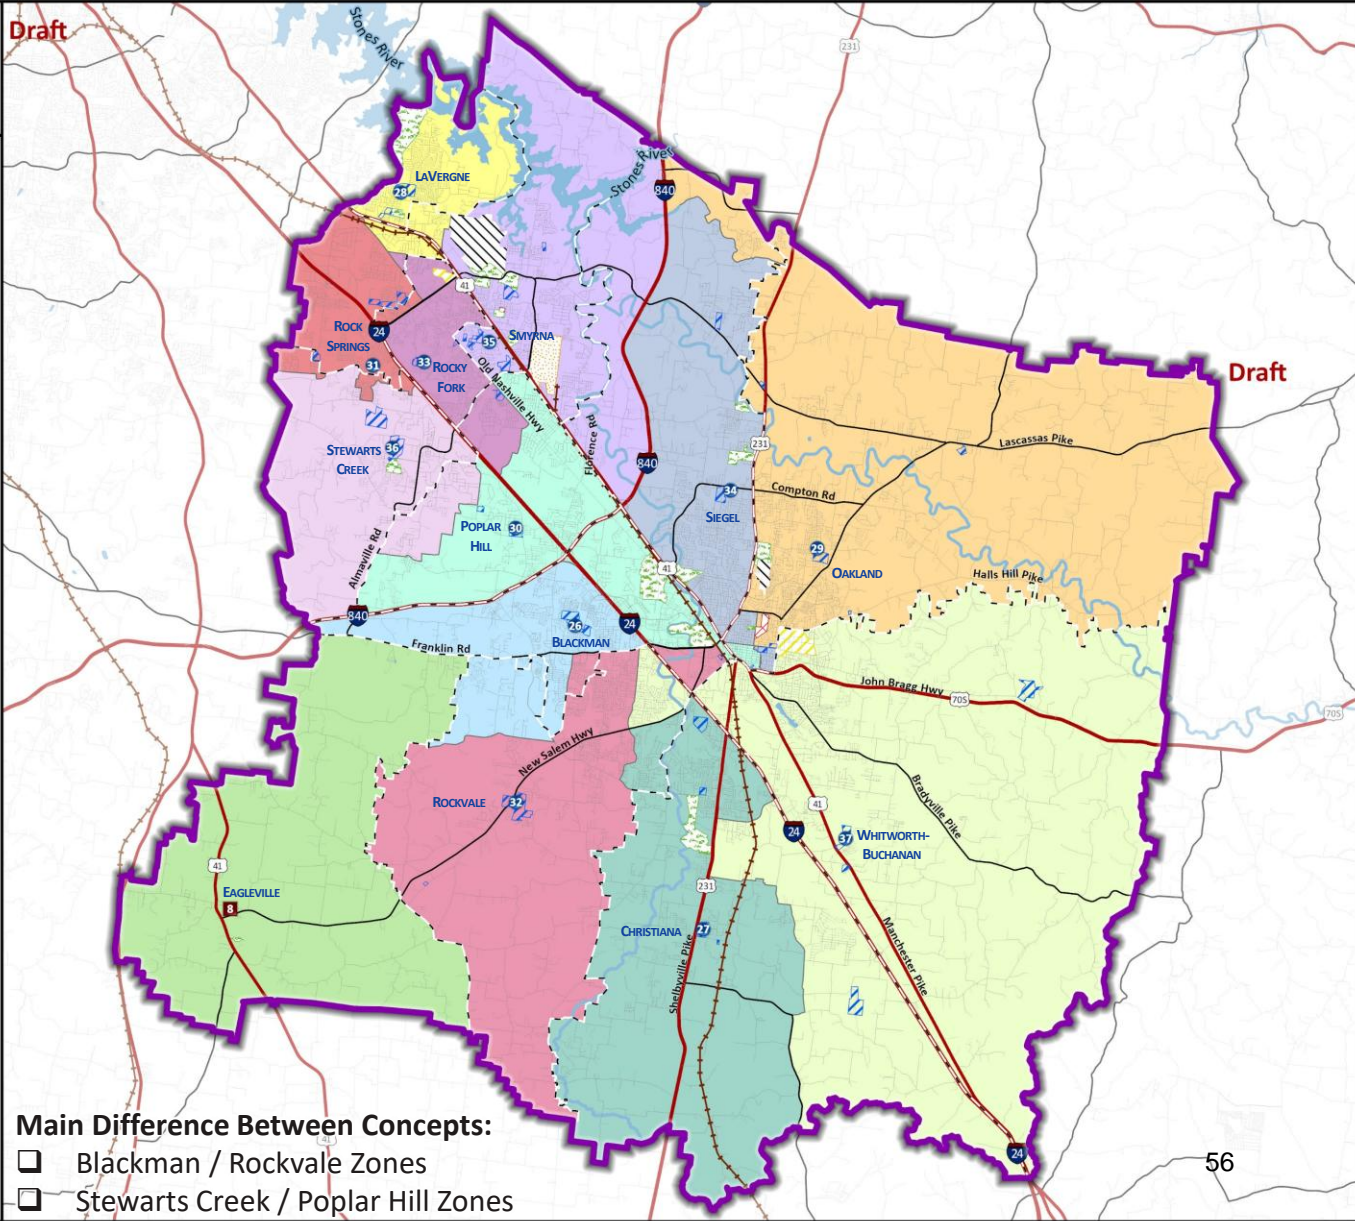 Draft
Stones River
231
840
Stones River
LAVERGNE
28
41
ROCK
SPRINGS
24
31
33
ROCKY
FORK
35
SMYRNA
Old Nashville Hwy
Draft
STEWARTS
CREEK
36
Florence Rd
840
231
Lascassas Pike
Compton Rd
34
SIEGEL
POPLAR
HILL
30
Almaville Rd
29
OAKLAND
41
Halls Hill Pike
840
26
BLACKMAN
24
Franklin Rd
John Bragg Hwy
70S
70S
New Salem Hwy
ROCKVALE
32
Bradyville Pike
41
24
37
WHITWORTH-
BUCHANAN
41
EAGLEVILLE
8
231
CHRISTIANA
27
Shelbyville Pike
Manchester Pike
Main Difference Between Concepts:
41
❑ Blackman / Rockvale Zones
❑ Stewarts Creek / Poplar Hill Zones
24
56